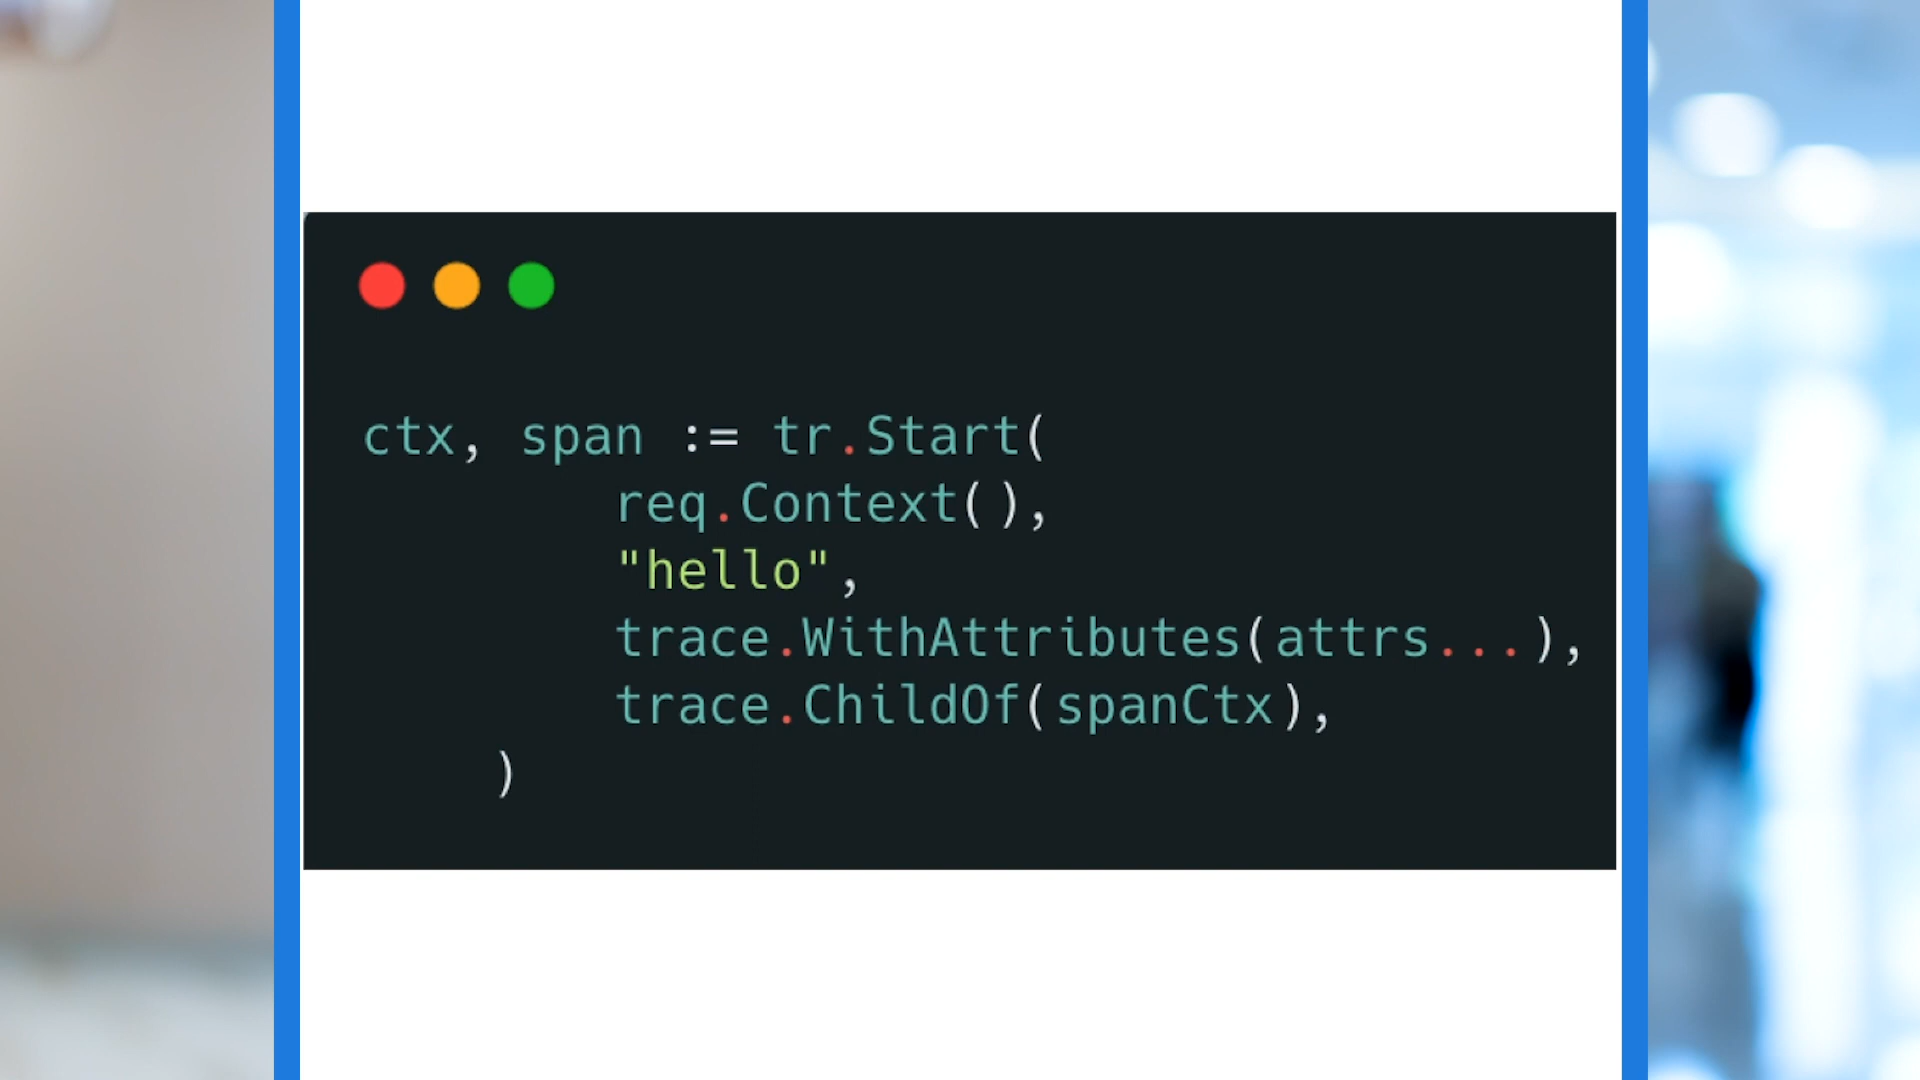 ctx, span := tr.Start(
req.Context(),
"hello",
trace.WithAttributes(attrs...),
trace.ChildOf(spanCtx),
)